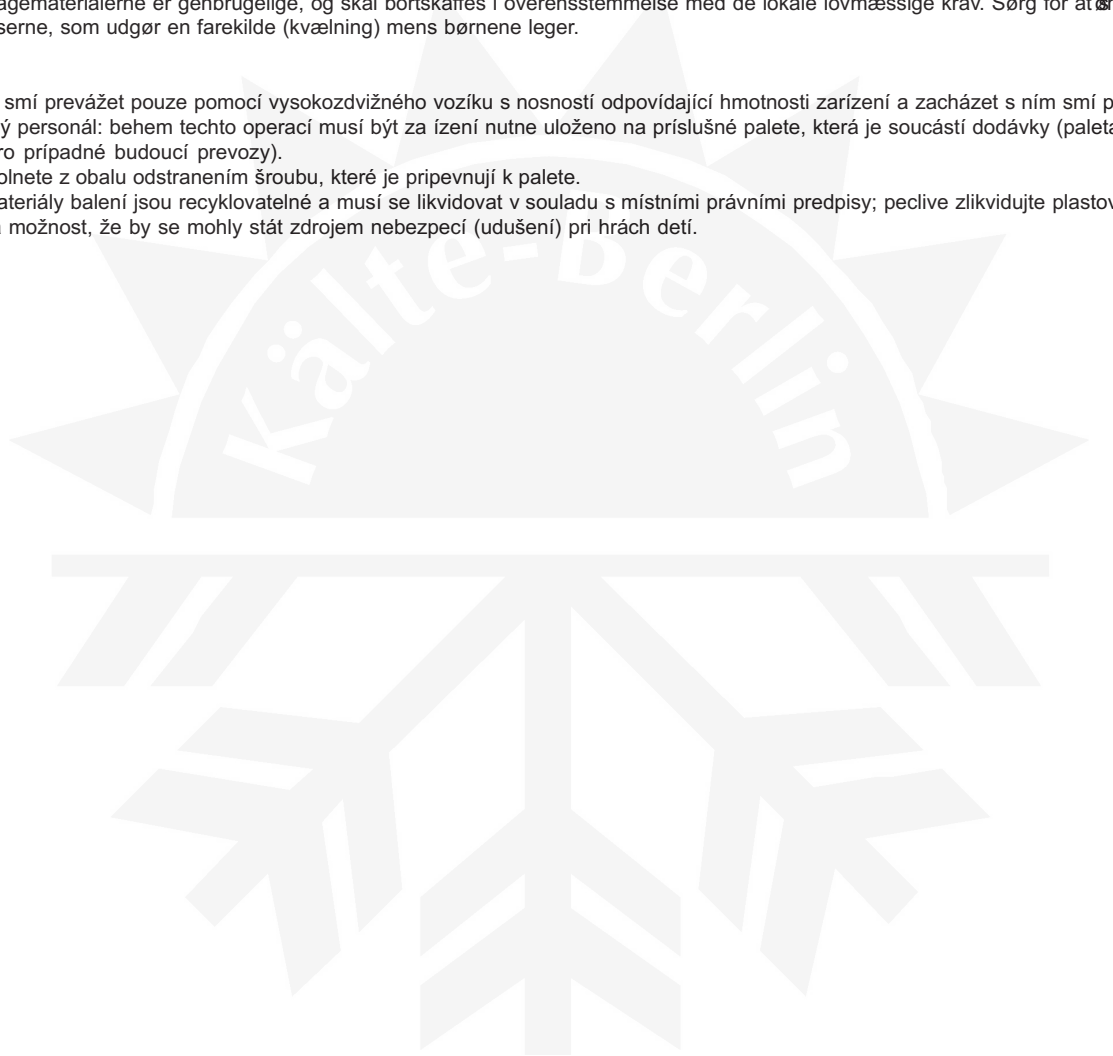 agematerialerne er genbrugelige, og skal bortskaffes i overensstemmelse med de lokale lovmæssige krav. Sørg for at
serne, som udgør en farekilde (kvælning) mens børnene leger.
smí prevážet pouze pomocí vysokozdvižného vozíku s nosností odpovídající hmotnosti zarízení a zacházet s ním smí p
ý personál: behem techto operací musí být za ízení nutne uloženo na príslušné palete, která je soucástí dodávky (paleta
ro prípadné budoucí prevozy).
olnete z obalu odstranením šroubu, které je pripevnují k palete.
ateriály balení jsou recyklovatelné a musí se likvidovat v souladu s místními právními predpisy; peclive zlikvidujte plastov
možnost, že by se mohly stát zdrojem nebezpecí (udušení) pri hrách detí.
Kälte-Berlin